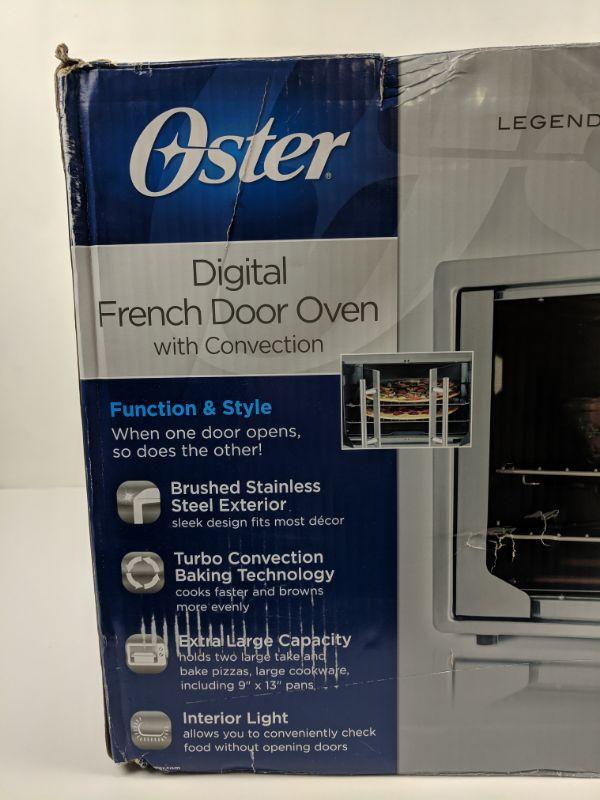 Oster
LEGEND
Digital
French Door Oven
with Convection
Function & Style
When one door opens,
so does the other!
Brushed Stainless
Steel Exterior
sleek design fits most décor
Turbo Convection
Baking Technology
cooks faster and browns
more evenly
Extra Large Capacity
holds two large take and
bake pizzas, large cookware,
including 9" x 13" pans
Interior Light
allows you to conveniently check
food without opening doors